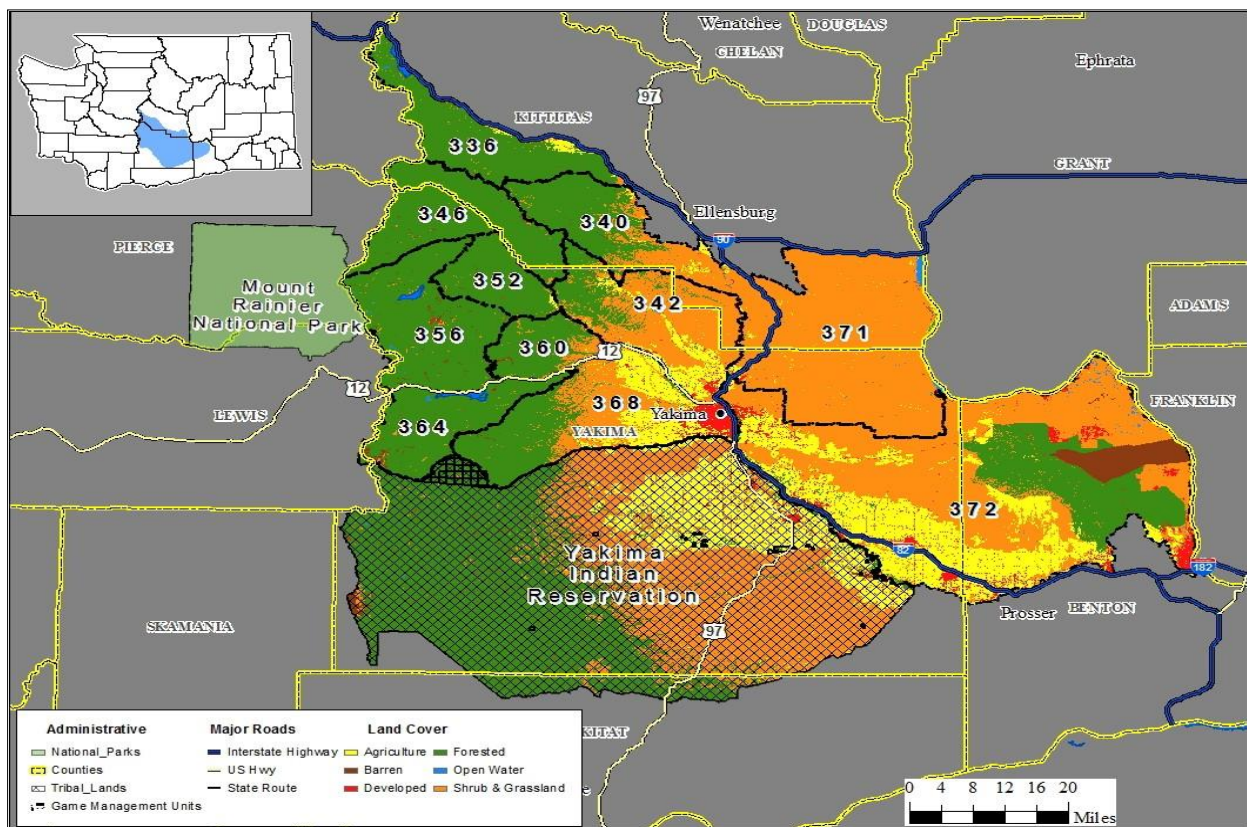 Wenatchee
DOUGLAS
CHELAN
Ephrata
97
KITTITAS
336
GRANT
346
340
Ellensburg
90
PIERCE
Mount
Rainier
National Park
352
342
ADAMS
371
356
360
12
12
LEWIS
368
Yakima
FRANKLIN
364
YAKIMA
372
82
Yakima
Indian
Reservation
182
Prosser
BENTON
SKAMANIA
97
KITAT
Administrative
National_Parks
Counties
Tribal_Lands
Game Management Units
Major Roads
Interstate Highway
US Hwy
State Route
Land Cover
Agriculture
Barren
Developed
Forested
Open Water
Shrub & Grassland
0 4 8 12 16 20
Miles